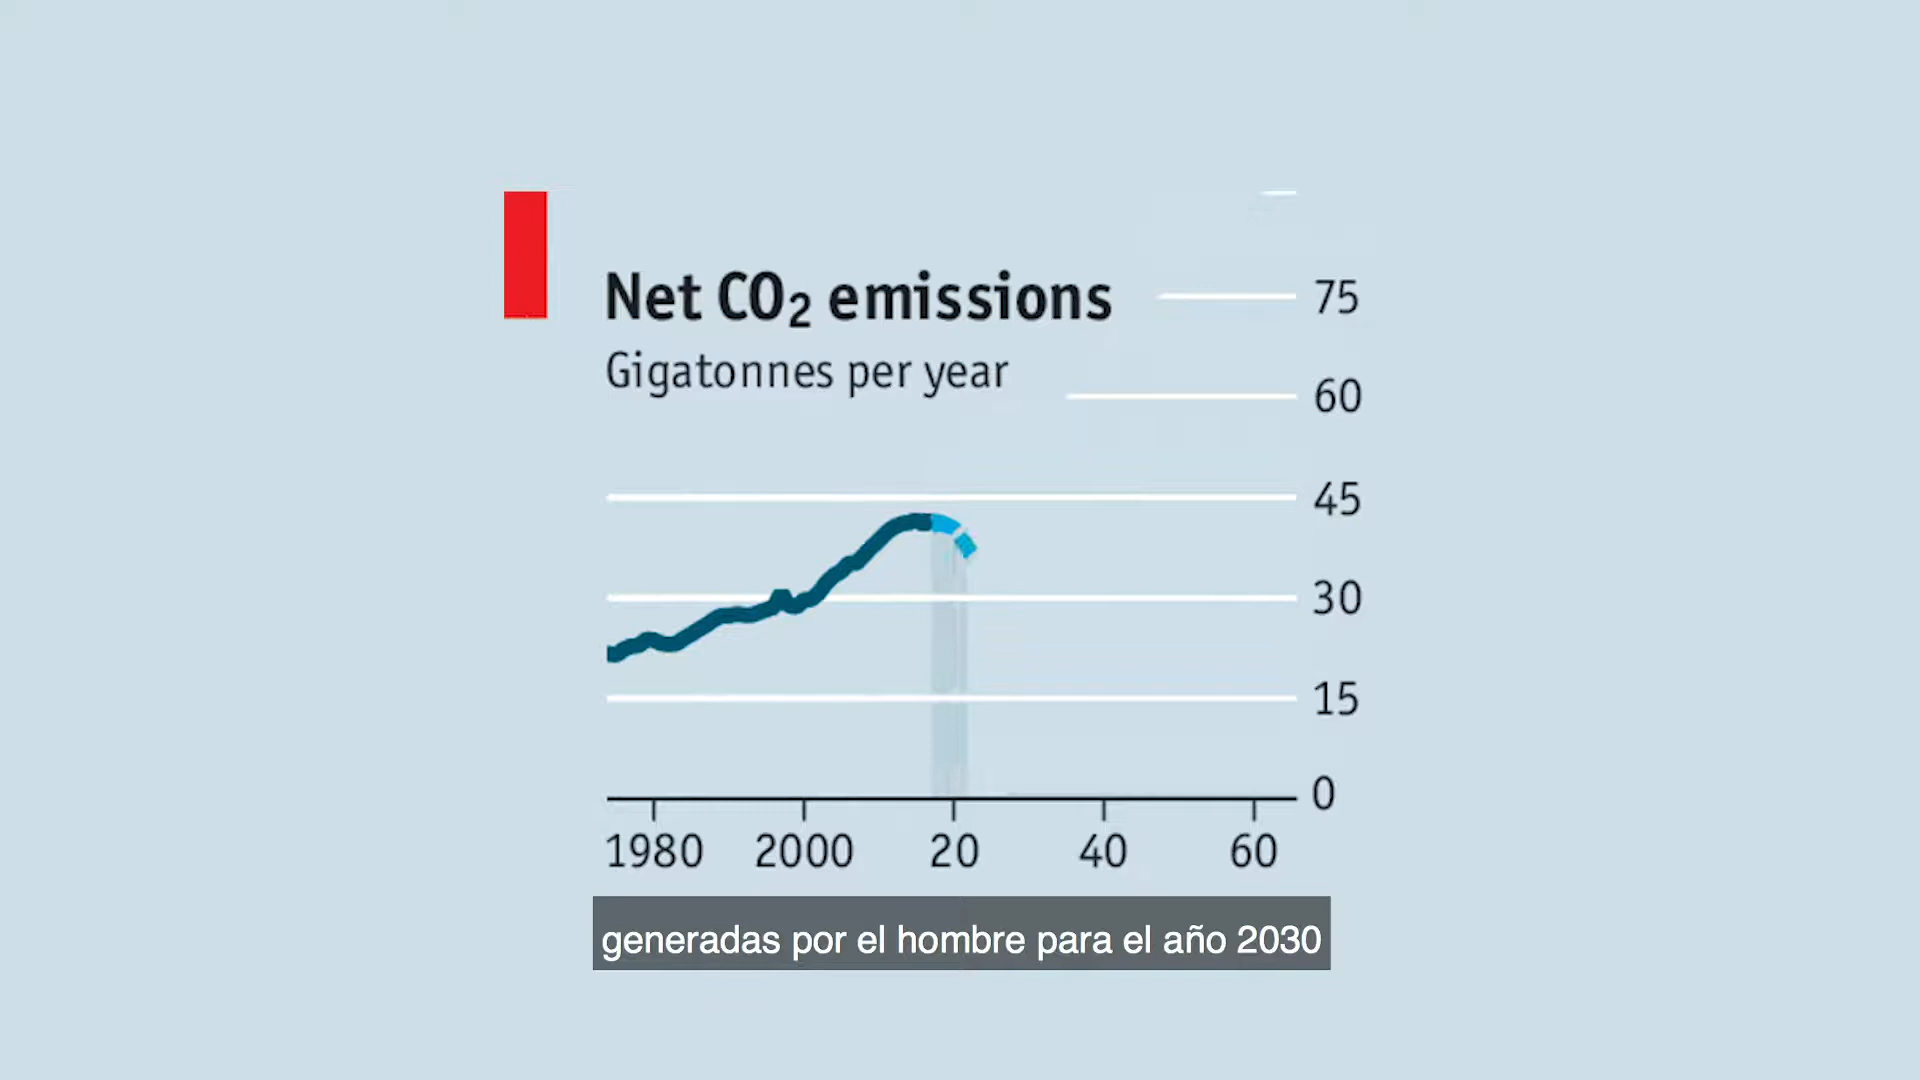 Net CO₂ emissions
Gigatonnes per year
75
60
45
30
15
0
1980 2000 20 40 60
generadas por el hombre para el año 2030